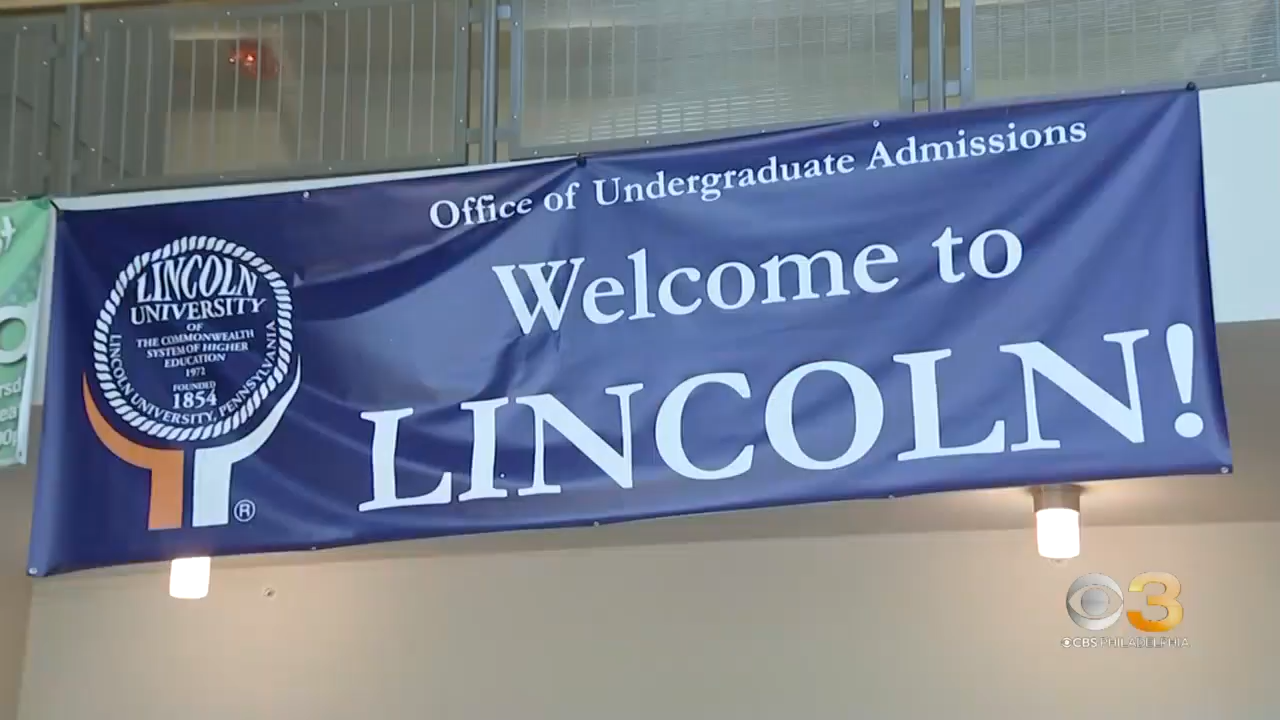 Office of Undergraduate Admissions
Welcome to
LINCOLN!
LINCOLN
UNIVERSITY
OF
THE COMMONWEALTH
SYSTEM OF HIGHER
EDUCATION
1972
FOUNDED
1854
LINCOLN UNIVERSITY, PENNSYLVANIA
®
3
CBS PHILADELPHIA